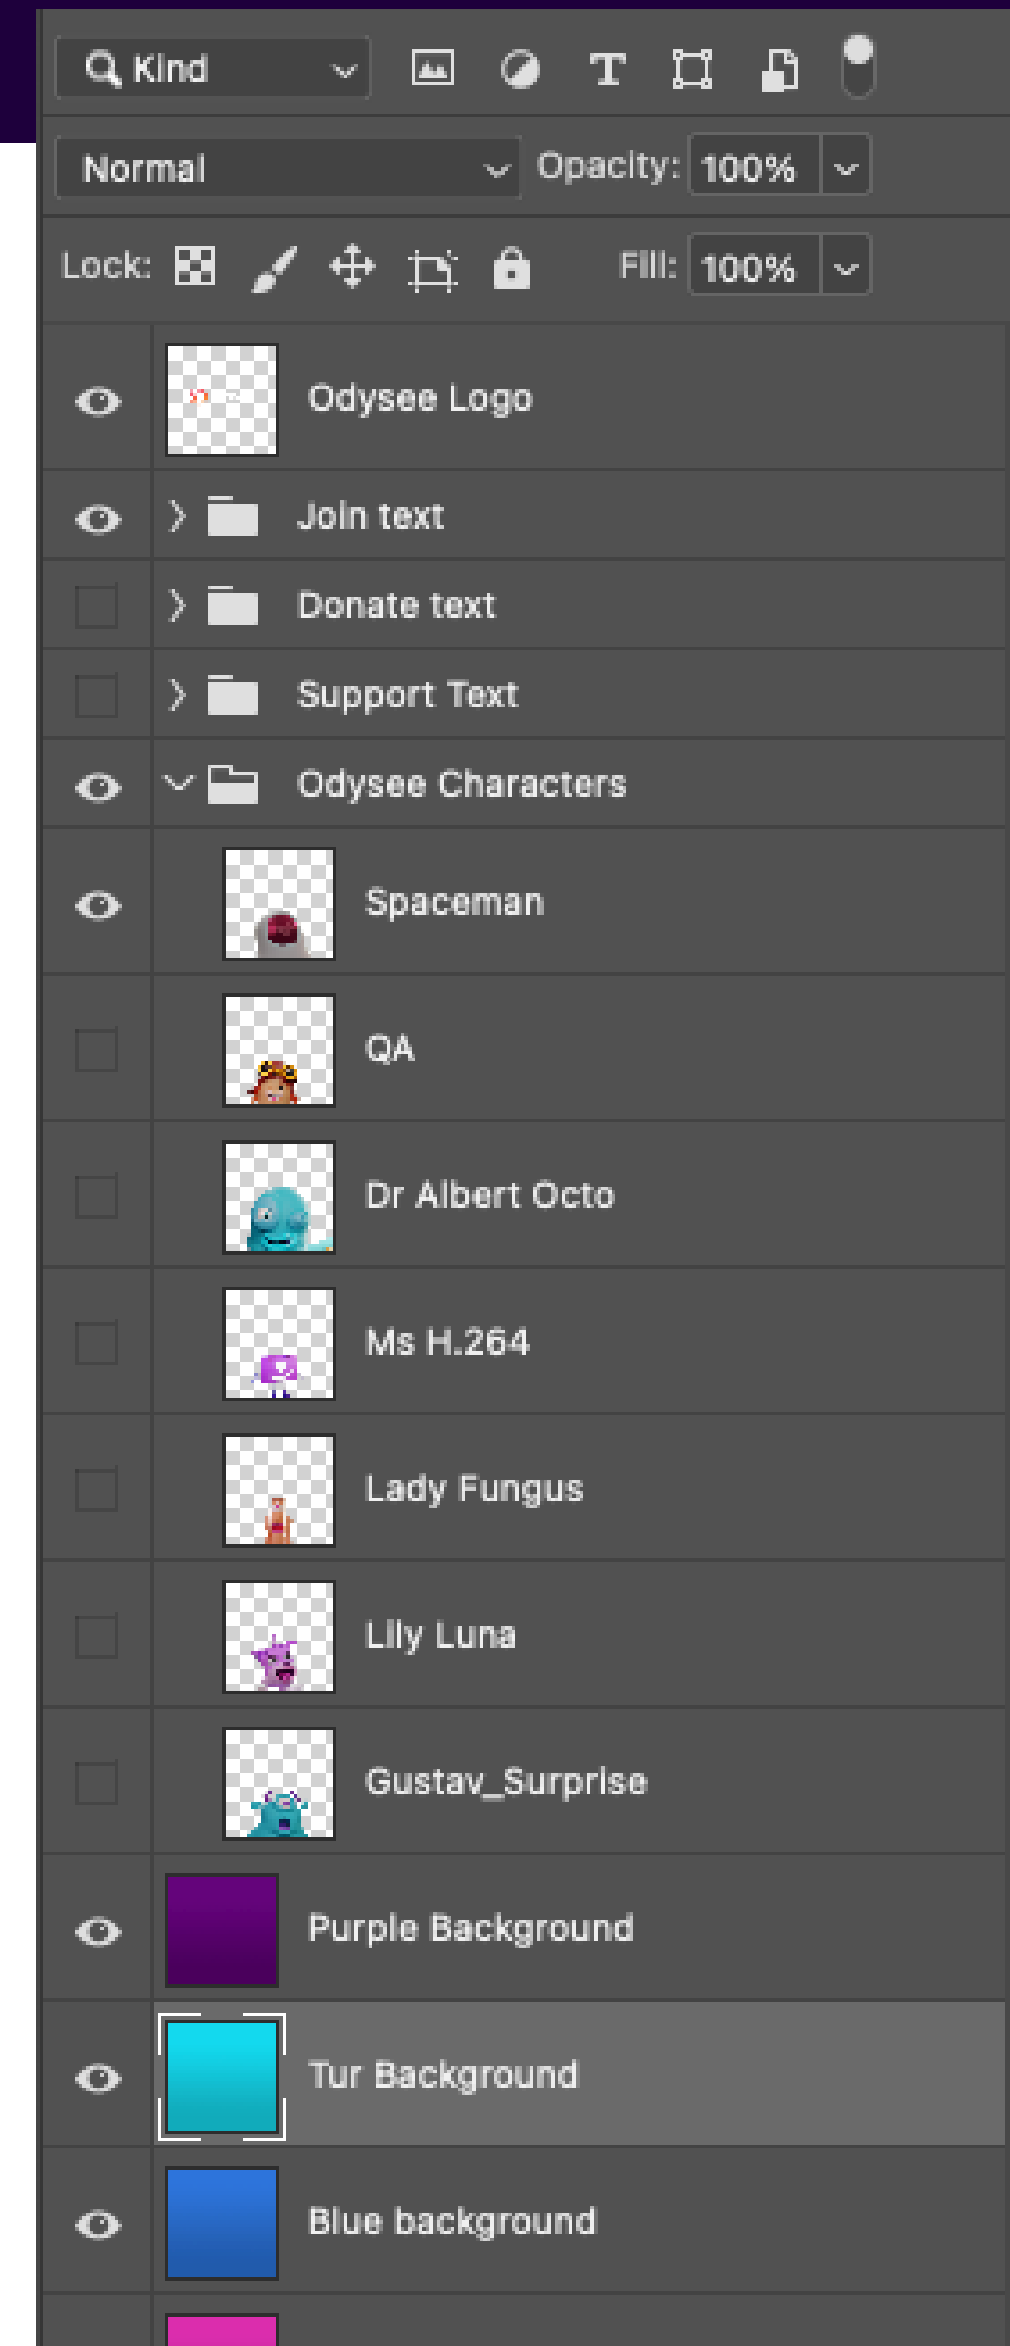 Kind
Normal
Opacity: 100%
Lock:
Fill: 100%
Odysee Logo
Join text
Donate text
Support Text
Odysee Characters
Spaceman
QA
Dr Albert Octo
Ms H.264
Lady Fungus
Lily Luna
Gustav_Surprise
Purple Background
Tur Background
Blue background